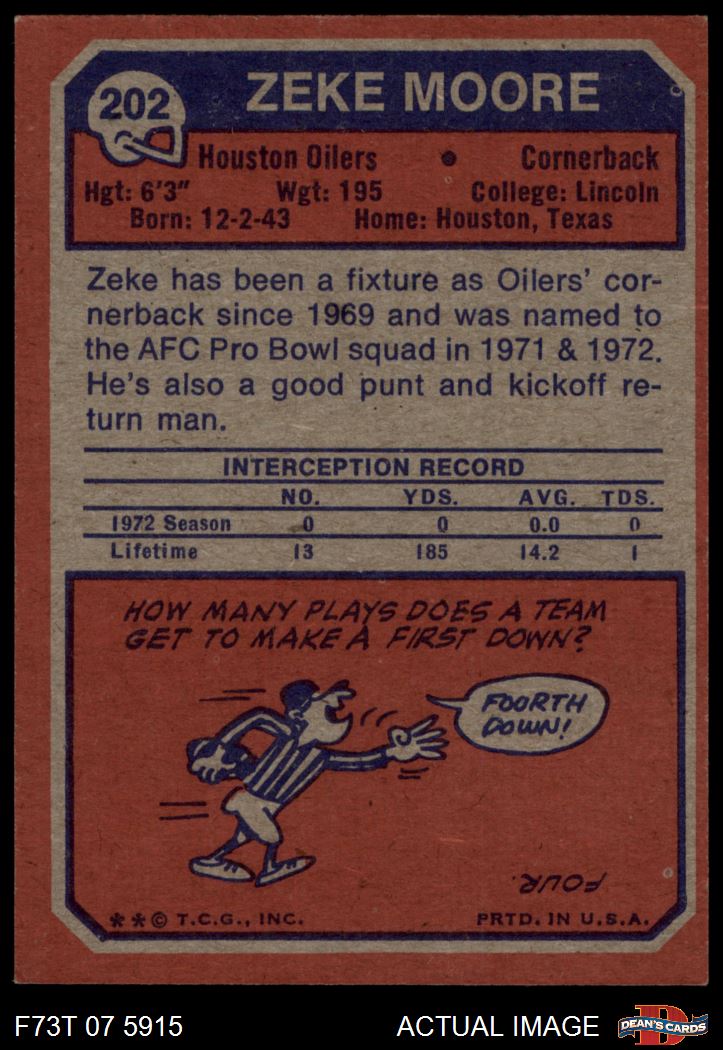 202
ZEKE MOORE
Houston Oilers • Cornerback
Hgt: 6'3" Wgt: 195 College: Lincoln
Born: 12-2-43 Home: Houston, Texas
Zeke has been a fixture as Oilers' cor-
nerback since 1969 and was named to
the AFC Pro Bowl squad in 1971 & 1972.
He's also a good punt and kickoff re-
turn man.
INTERCEPTION RECORD
NO. YDS. AVG. TDS.
1972 Season 0 0 0.0 0
Lifetime 13 185 14.2 1
HOW MANY PLAYS DOES A TEAM
GET TO MAKE A FIRST DOWN?
FOORTH
DOWN!
FOUR.
** © T.C.G., INC. PRTD. IN U.S.A.
F73T 07 5915 ACTUAL IMAGE
D
DEAN'S CARDS